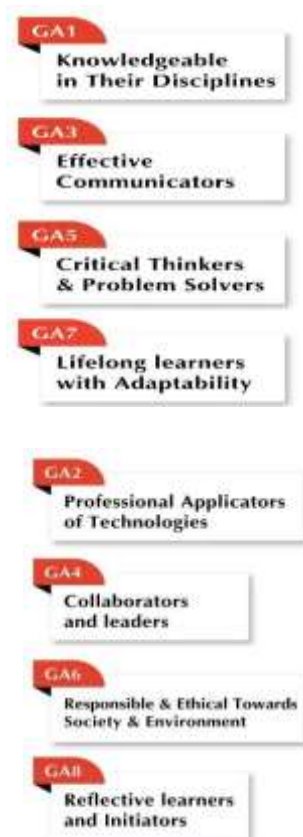 GA1
Knowledgeable
in Their Disciplines
GA3
Effective
Communicators
GA5
Critical Thinkers
& Problem Solvers
GA7
Lifelong learners
with Adaptability
GA2
Professional Applicators
of Technologies
GA4
Collaborators
and leaders
GA6
Responsible & Ethical Towards
Society & Environment
GA8
Reflective learners
and Initiators